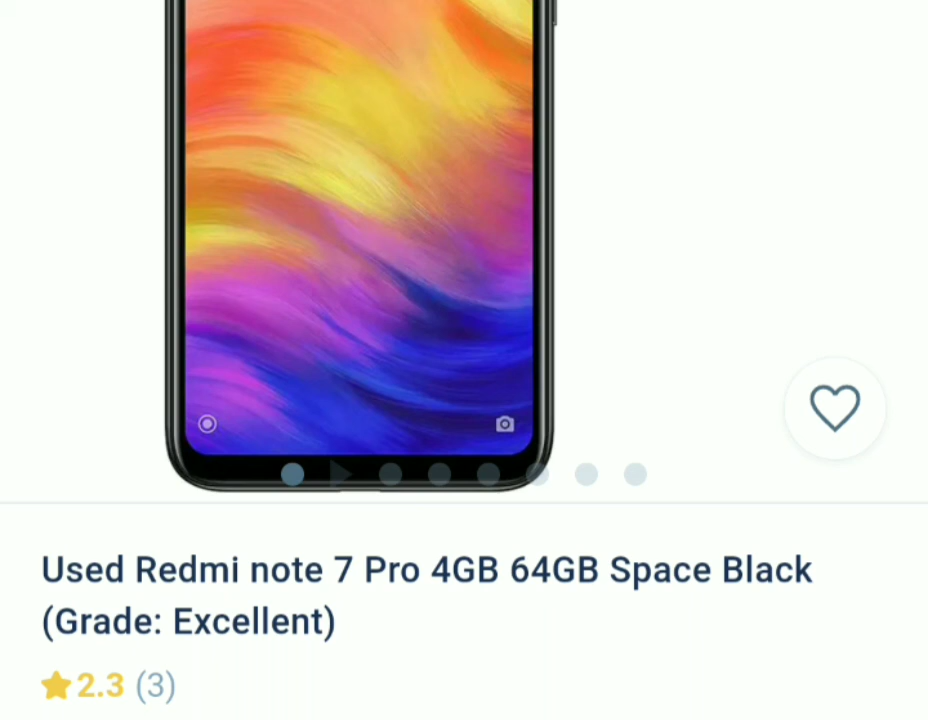 Used Redmi note 7 Pro 4GB 64GB Space Black
(Grade: Excellent)
2.3 (3)